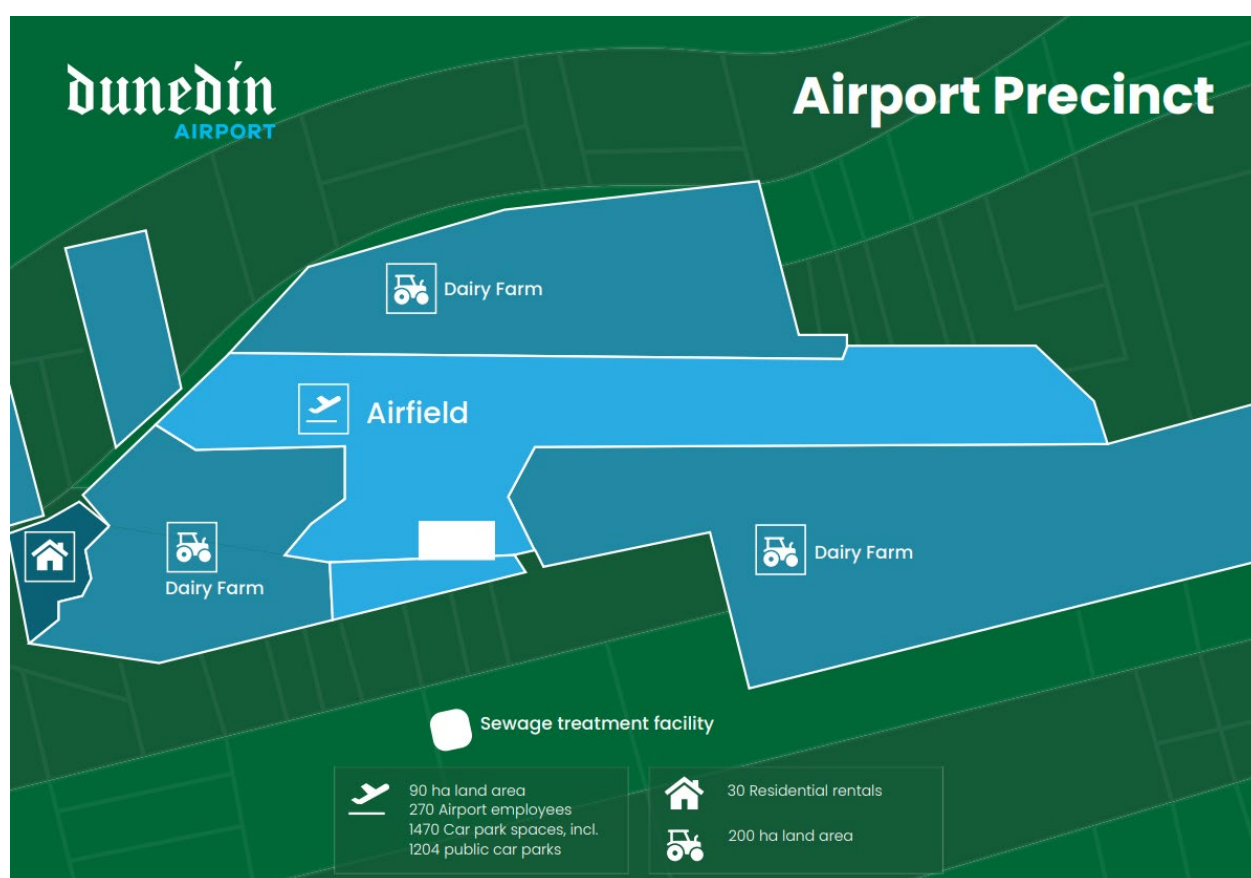 dunedin
AIRPORT
Airport Precinct
Dairy Farm
Airfield
Dairy Farm
Dairy Farm
Sewage treatment facility
90 ha land area
270 Airport employees
1470 Car park spaces, incl.
1204 public car parks
30 Residential rentals
200 ha land area